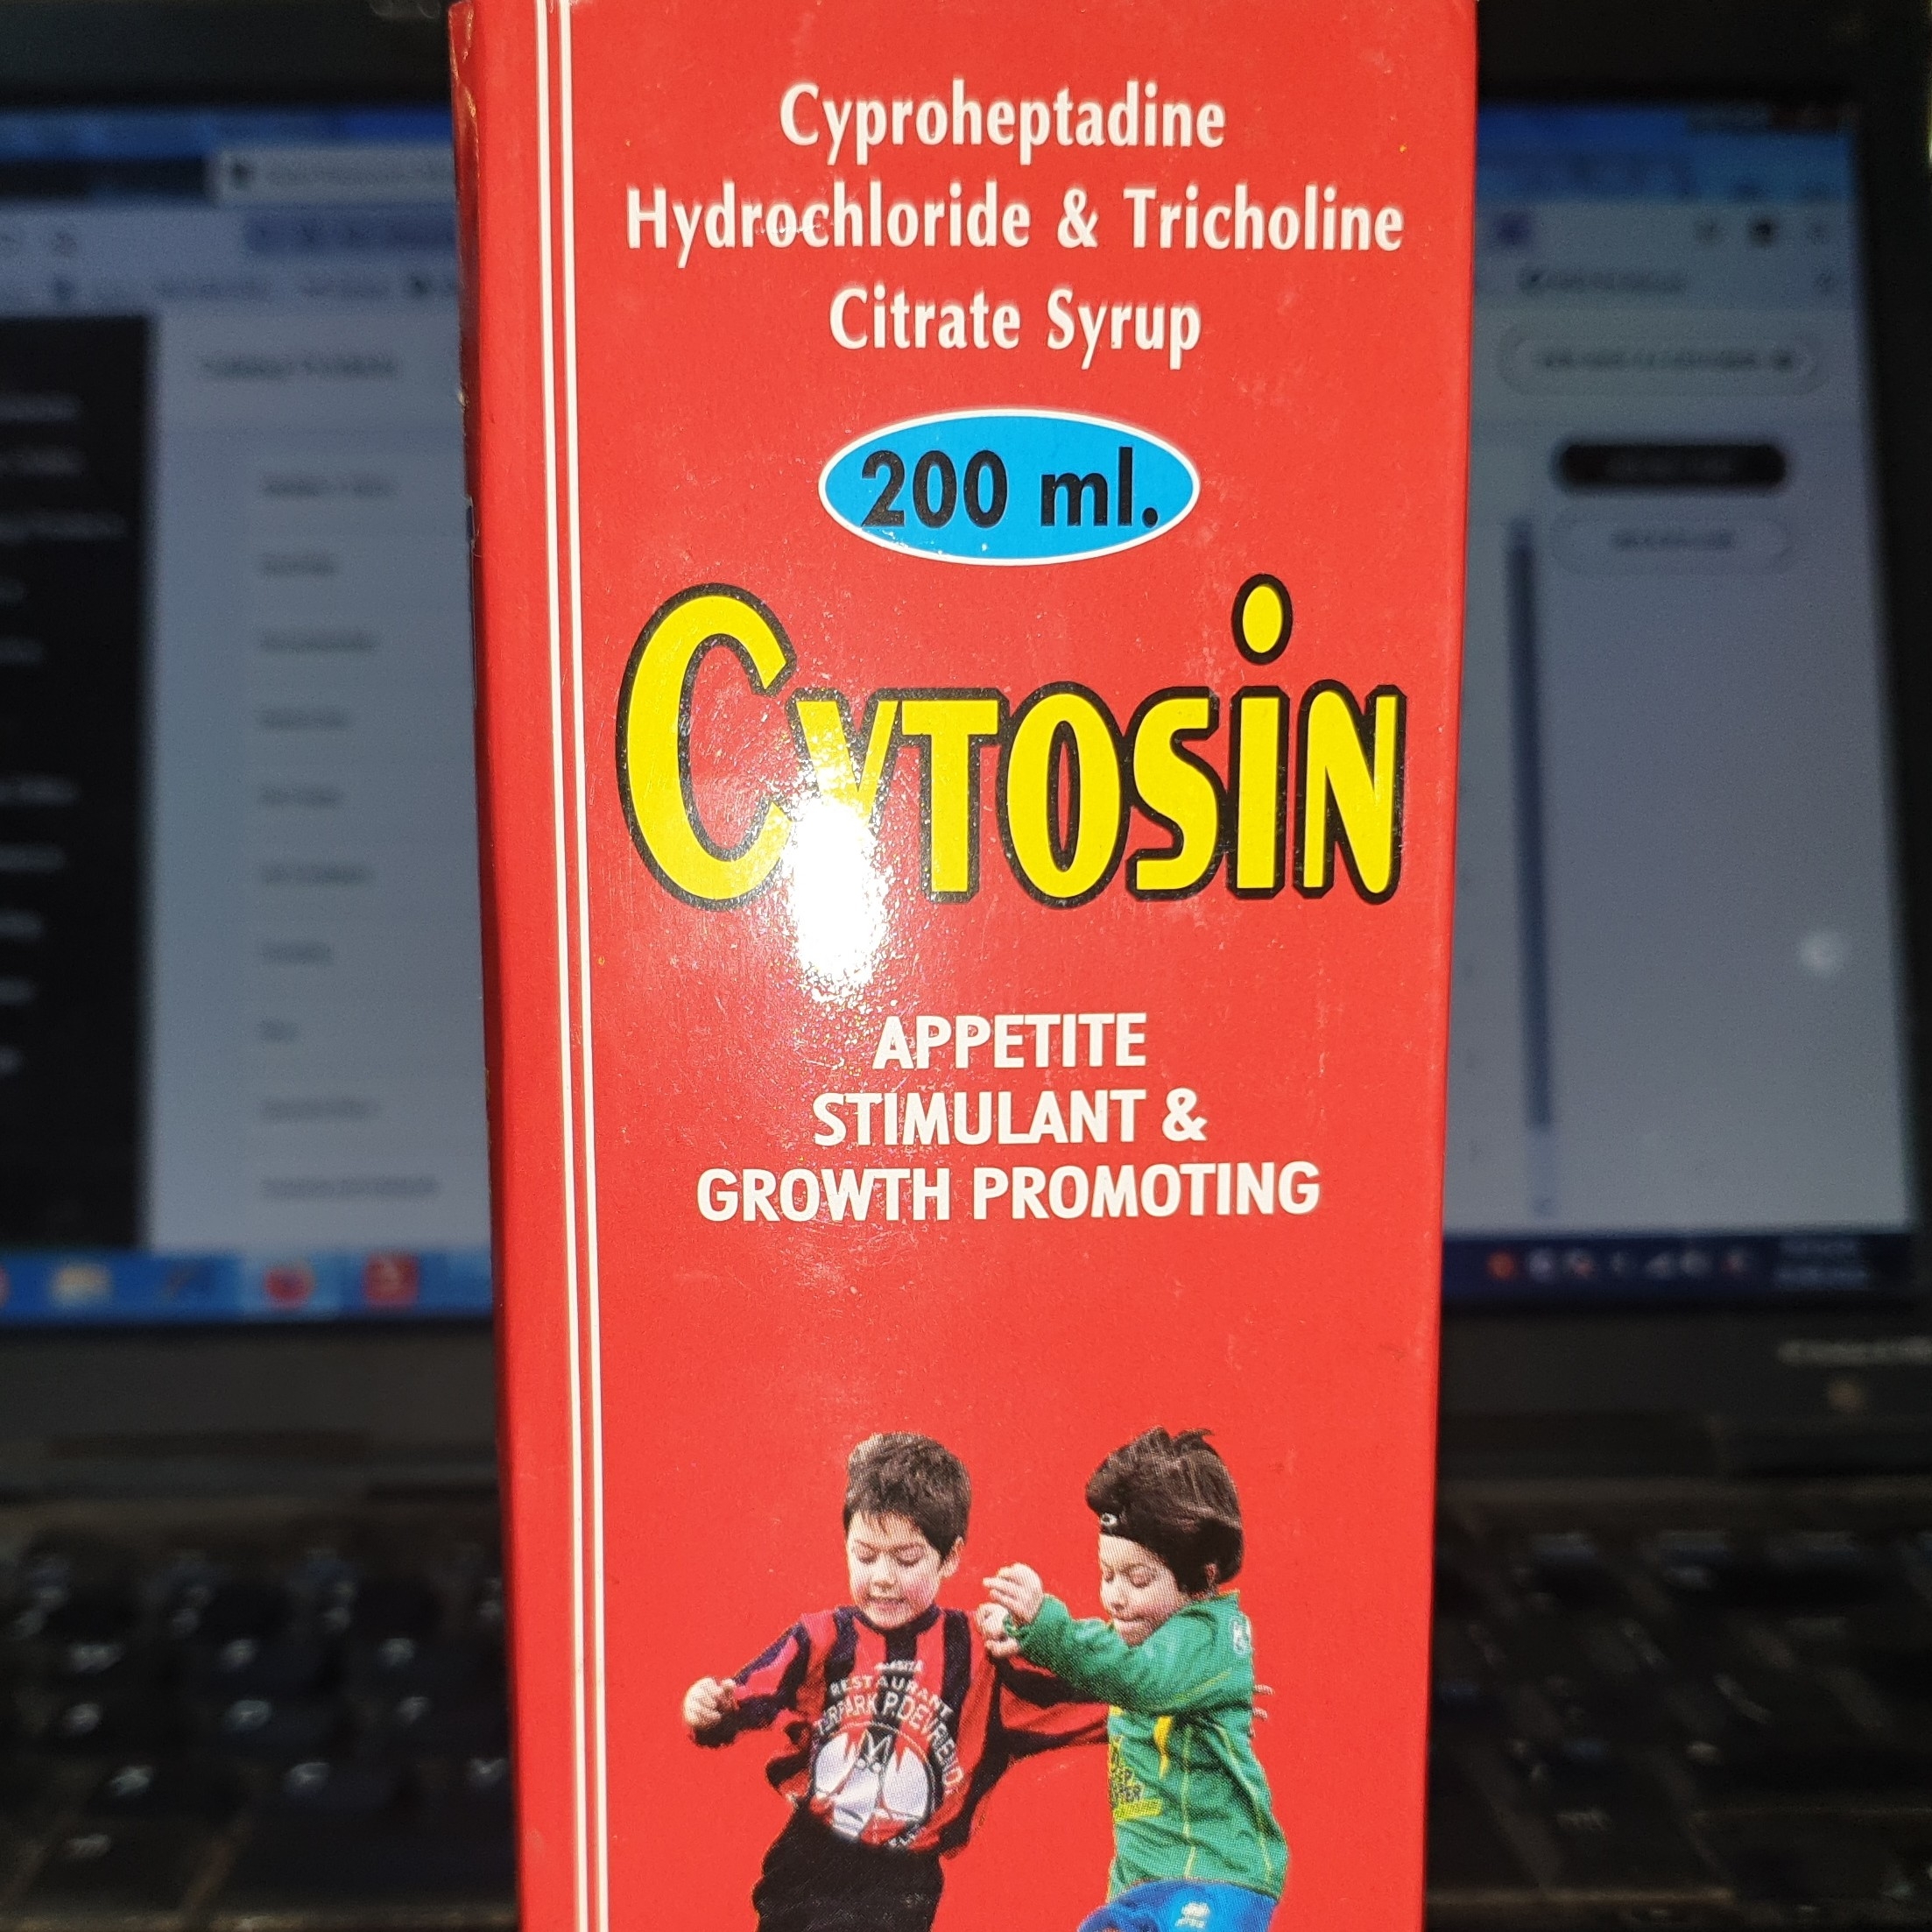 Cyproheptadine
Hydrochloride & Tricholine
Citrate Syrup
200 ml.
CYTOSiN
APPETITE
STIMULANT &
GROWTH PROMOTING
RESTAURANT